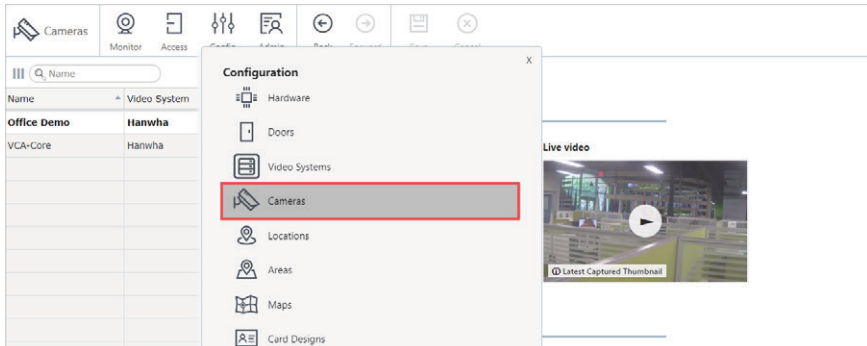 Cameras
Monitor
Access
Config
Admin
Back
Forward
Save
Cancel
Name
Name
Video System
Office Demo
Hanwha
VCA-Core
Hanwha
X
Configuration
Hardware
Doors
Video Systems
Cameras
Locations
Areas
Maps
Card Designs
Live video
Latest Captured Thumbnail